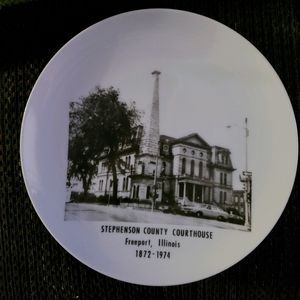 STEPHENSON COUNTY COURTHOUSE
Freeport, Illinois
1872-1974